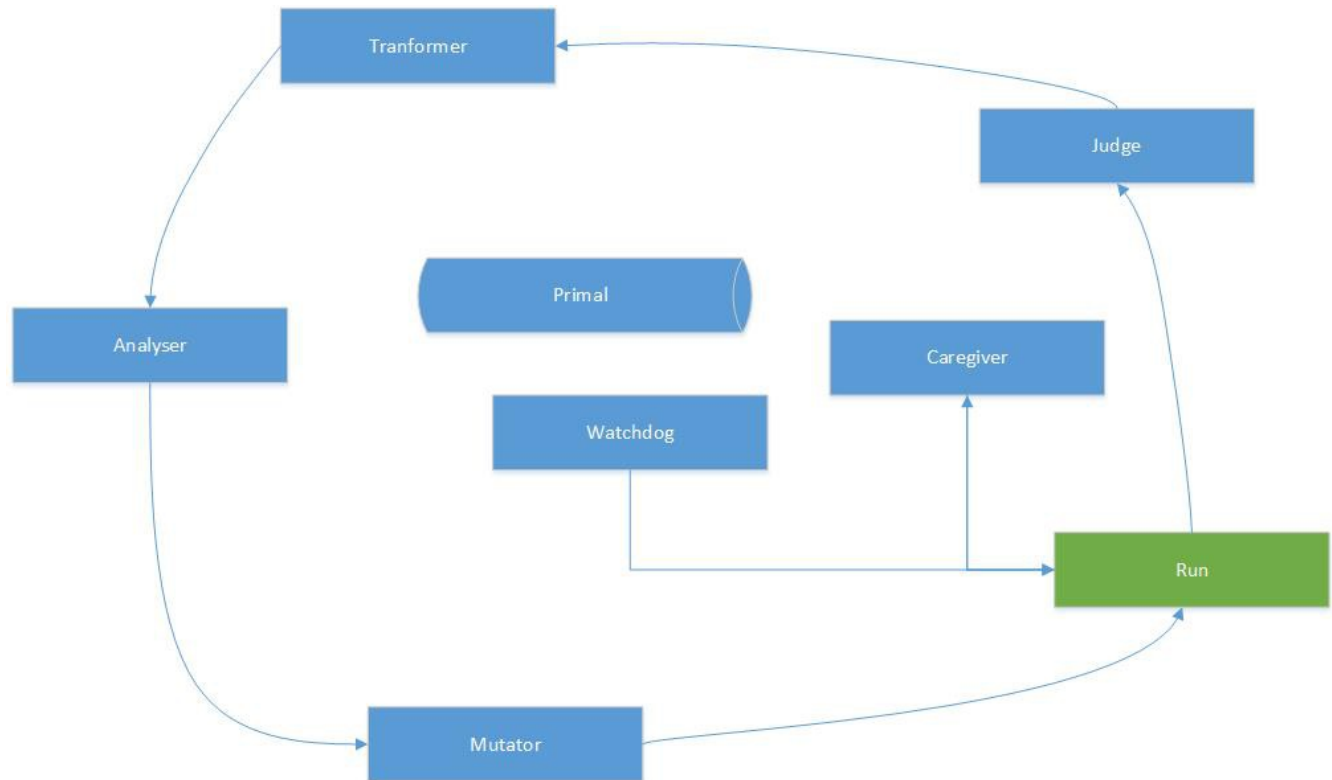 Tranformer
Judge
Primal
Analyser
Caregiver
Watchdog
Run
Mutator